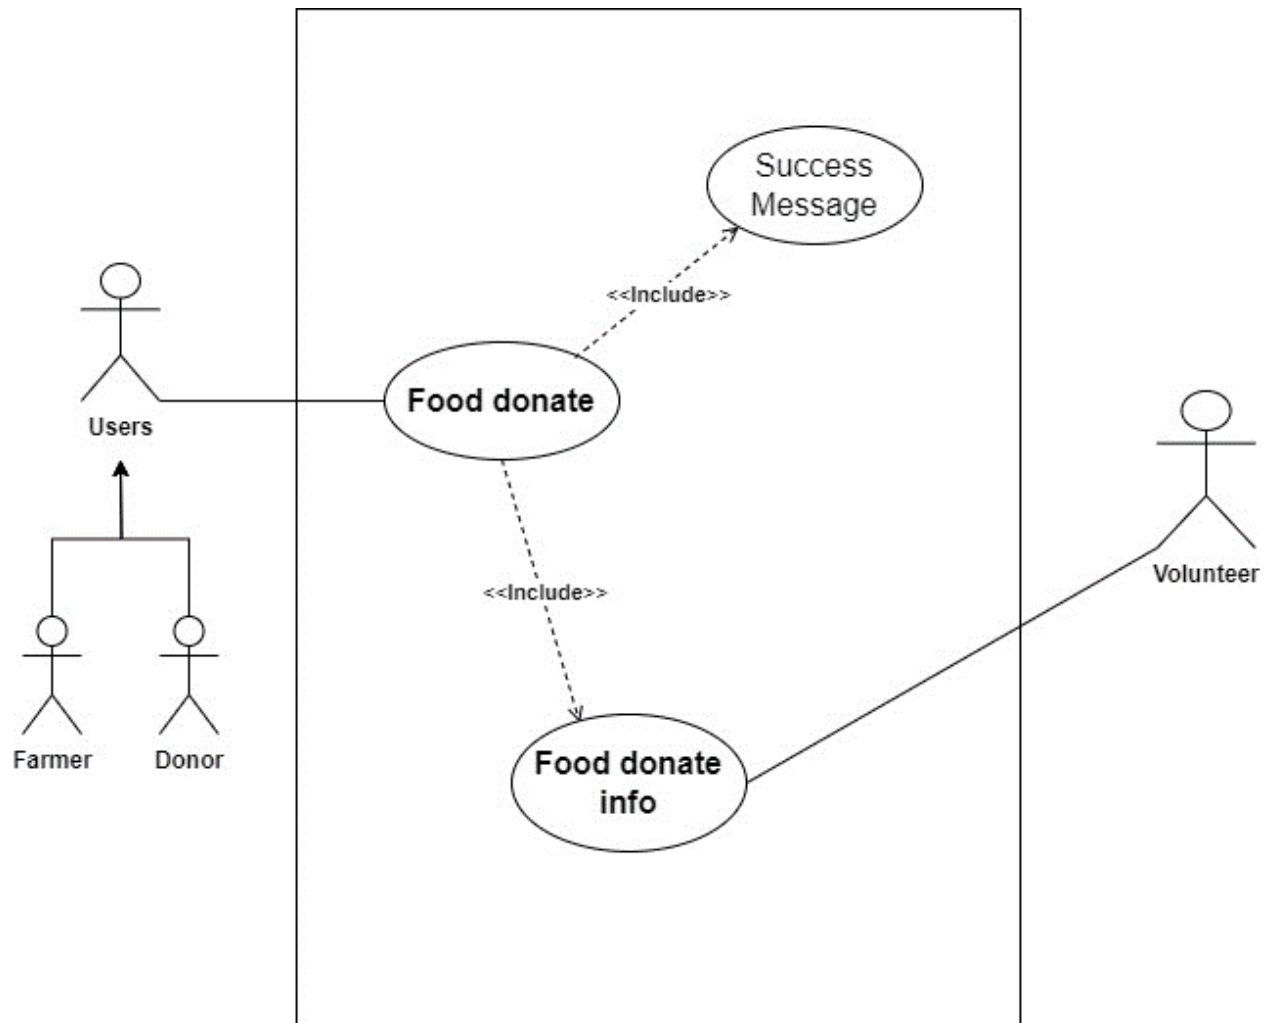 Success
Message
<<Include>>
Food donate
Users
Volunteer
<<Include>>
Farmer
Donor
Food donate
info